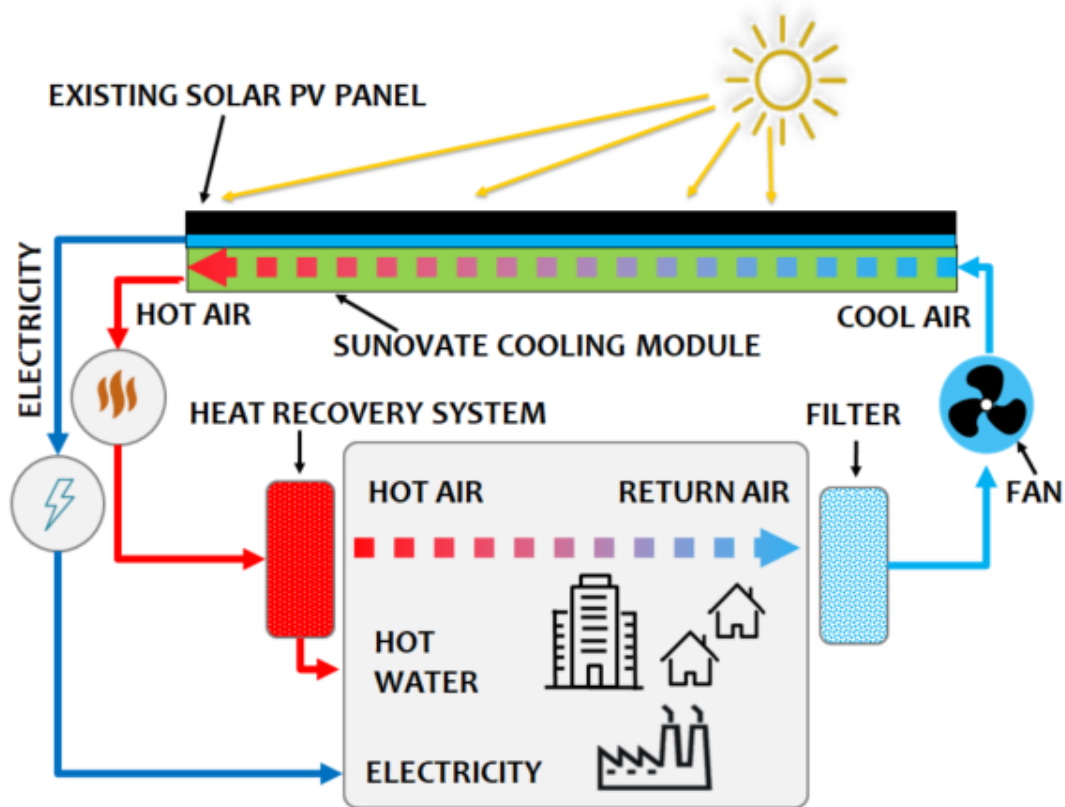 EXISTING SOLAR PV PANEL
ELECTRICITY
HOT AIR
COOL AIR
SUNOVATE COOLING MODULE
HEAT RECOVERY SYSTEM
FILTER
FAN
HOT AIR
RETURN AIR
HOT
WATER
ELECTRICITY